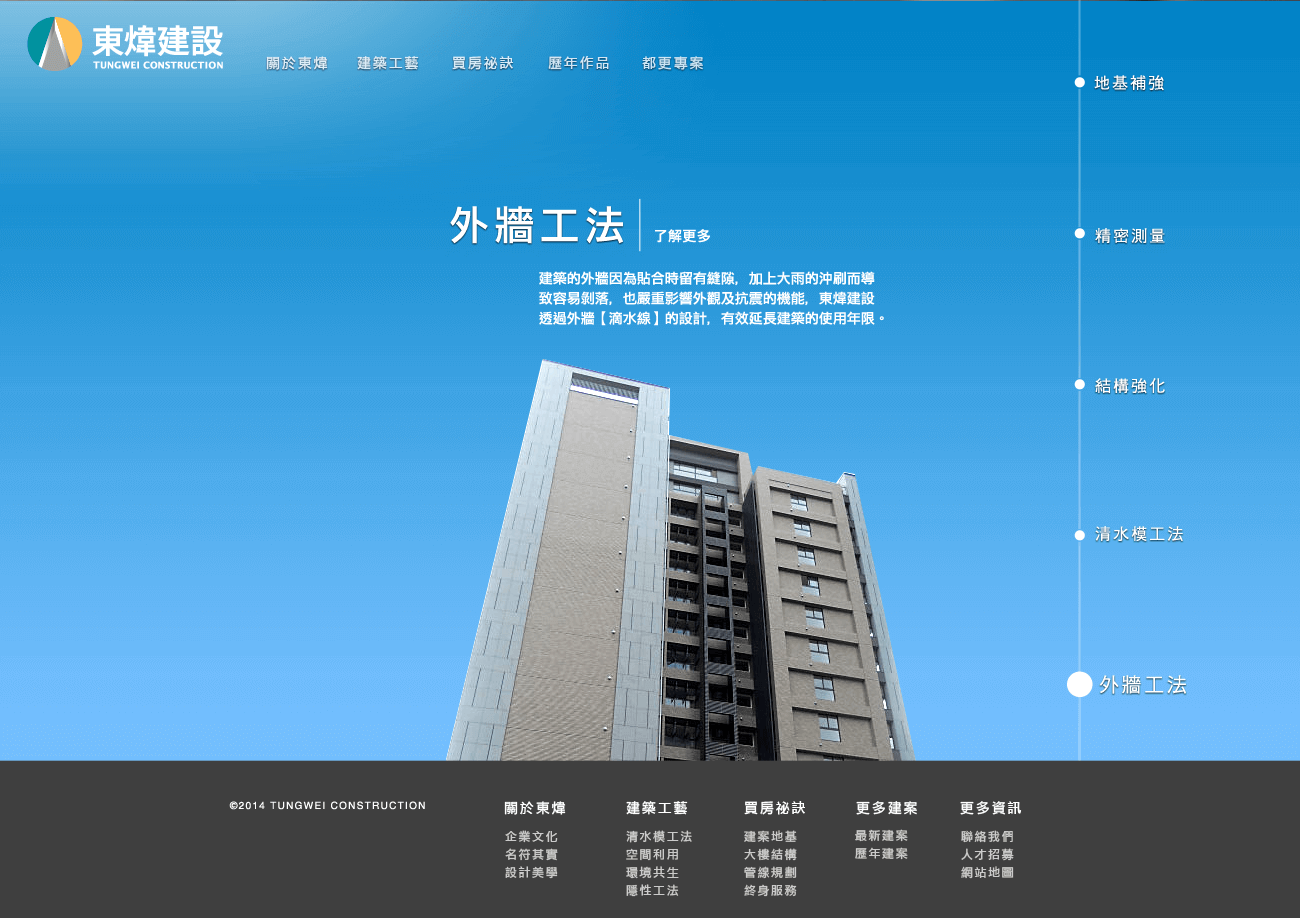 東煒建設
TUNGWEI CONSTRUCTION
關於東煒 建築工藝 買房祕訣 歷年作品 都更專案
地基補強
精密測量
結構強化
清水模工法
外牆工法
外牆工法
了解更多
建築的外牆因為貼合時留有縫隙，加上大雨的沖刷而導
致容易剝落，也嚴重影響外觀及抗震的機能，東煒建設
透過外牆【滴水線】的設計，有效延長建築的使用年限。
©2014 TUNGWEI CONSTRUCTION
關於東煒
企業文化
名符其實
設計美學
建築工藝
清水模工法
空間利用
環境共生
隱性工法
買房祕訣
建案地基
大樓結構
管線規劃
終身服務
更多建案
最新建案
歷年建案
更多資訊
聯絡我們
人才招募
網站地圖